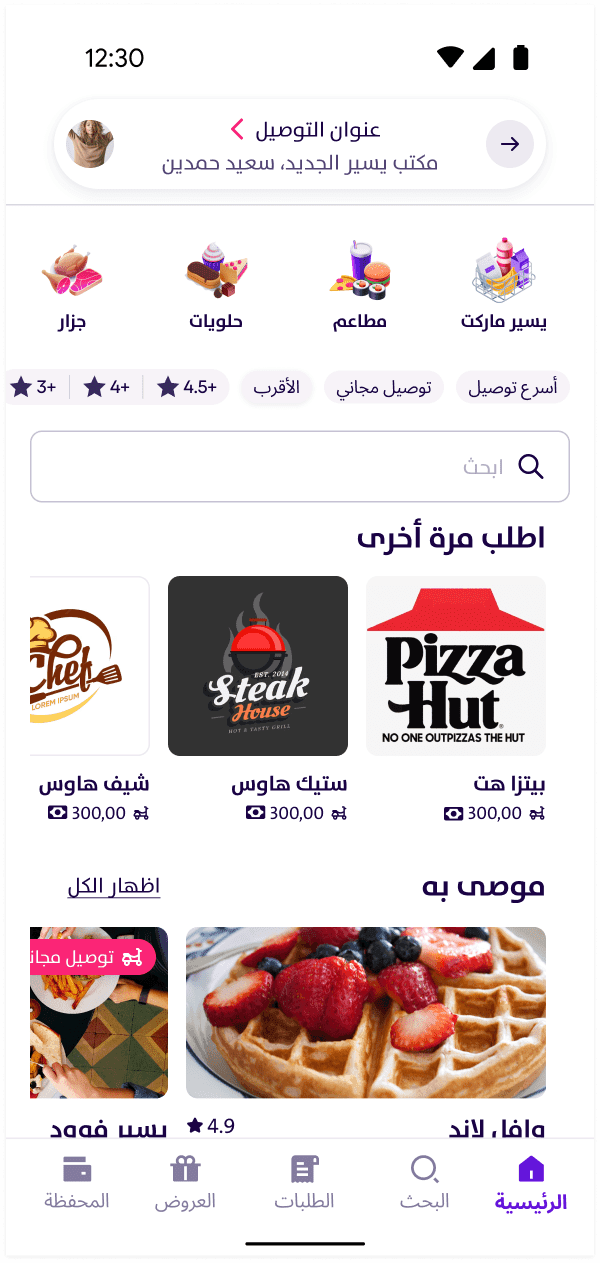 12:30
عنوان التوصيل
مكتب يسير الجديد، سعيد حمدين
يسير ماركت
مطاعم
حلويات
جزار
أسرع توصيل
توصيل مجاني
الأقرب
4.5+
4+
3+
ابحث
اطلب مرة أخرى
Pizza
Hut
NO ONE OUTPIZZAS THE HUT
EST. 2014
Steak
House
HOT & TASTY GRILL
Chef
LOREM IPSUM
بيتزا هت
300,00
ستيك هاوس
300,00
شيف هاوس
300,00
موصى به
اظهار الكل
توصيل مجان
وافل لاند
4.9
يسير فوود
الرئيسية
البحث
الطلبات
العروض
المحفظة